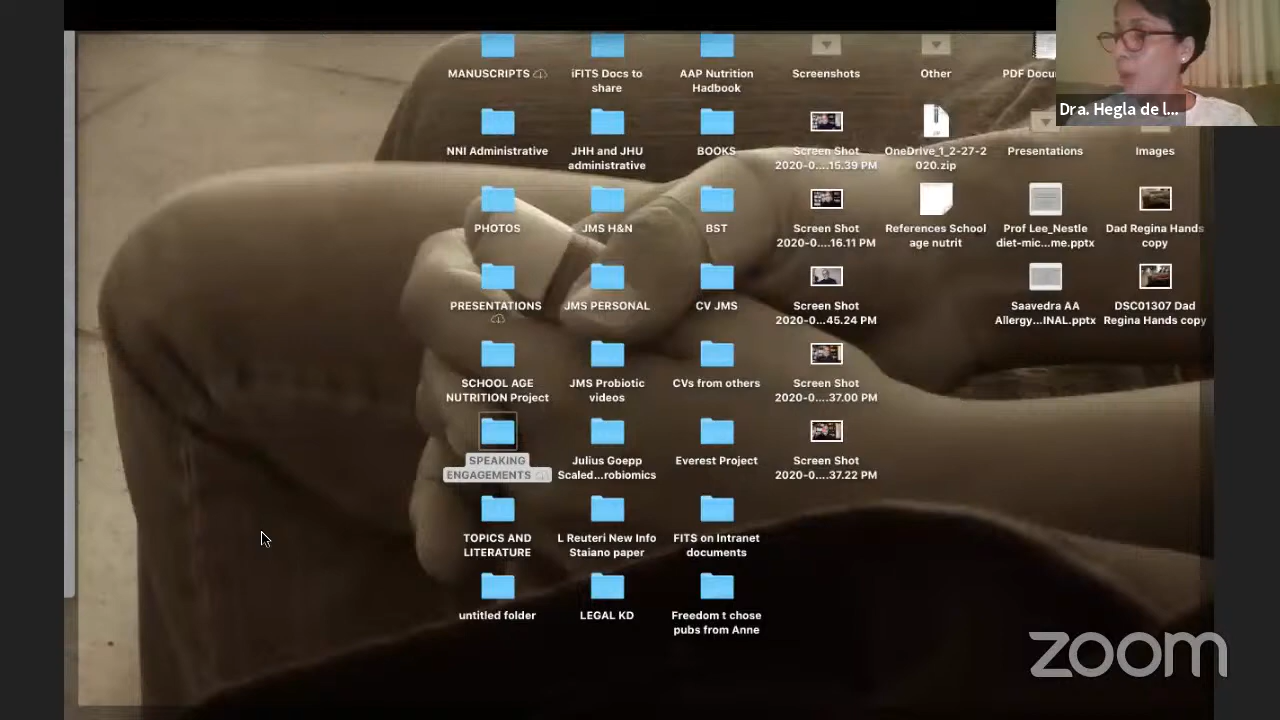 MANUSCRIPTS
iFITS Docs to
share
AAP Nutrition
Hadbook
Screenshots
Other
PDF Docu
Dra. Hegla de l...
NNI Administrative
JHH and JHU
administrative
BOOKS
Screen Shot
2020-0....15.39 PM
OneDrive_1_2-27-2
020.zip
Presentations
Images
PHOTOS
JMS H&N
BST
Screen Shot
2020-0....16.11 PM
References School
age nutrit
Prof Lee_Nestle
diet-mic...me.pptx
Dad Regina Hands
copy
PRESENTATIONS
JMS PERSONAL
CV JMS
Screen Shot
2020-0...45.24 PM
Saavedra AA
Allergy...INAL.pptx
DSC01307 Dad
Regina Hands copy
SCHOOL AGE
NUTRITION Project
JMS Probiotic
videos
CVs from others
Screen Shot
2020-0....37.00 PM
SPEAKING
ENGAGEMENTS
Julius Goepp
Scaled...robiomics
Everest Project
Screen Shot
2020-0....37.22 PM
TOPICS AND
LITERATURE
L Reuteri New Info
Staiano paper
FITS on Intranet
documents
untitled folder
LEGAL KD
Freedom t chose
pubs from Anne
zoom